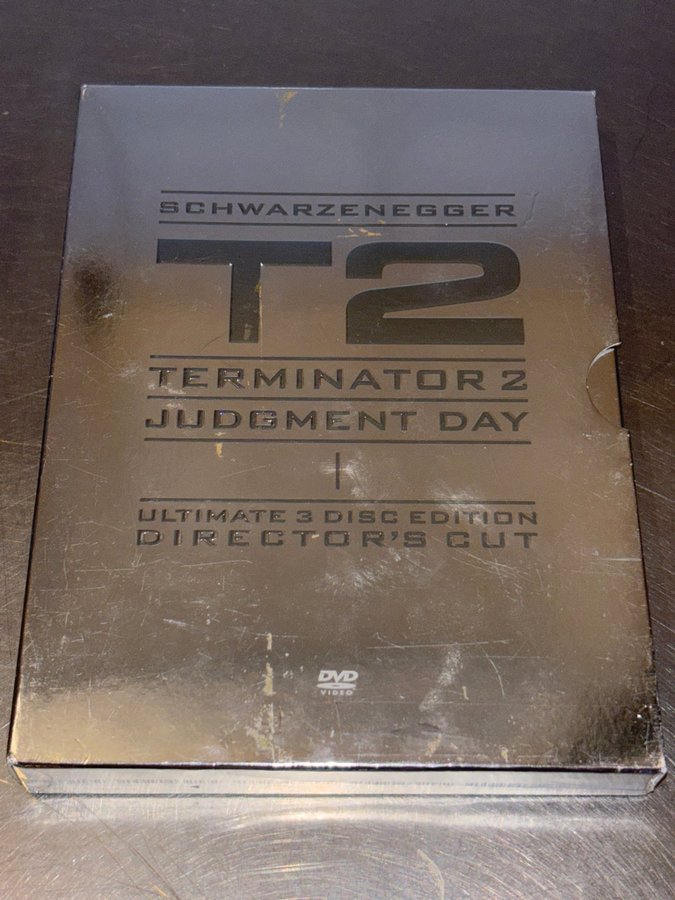 SCHWARZENEGGER
T2
TERMINATOR 2
JUDGMENT DAY
ULTIMATE 3 DISC EDITION
DIRECTOR'S CUT
DVD
VIDEO